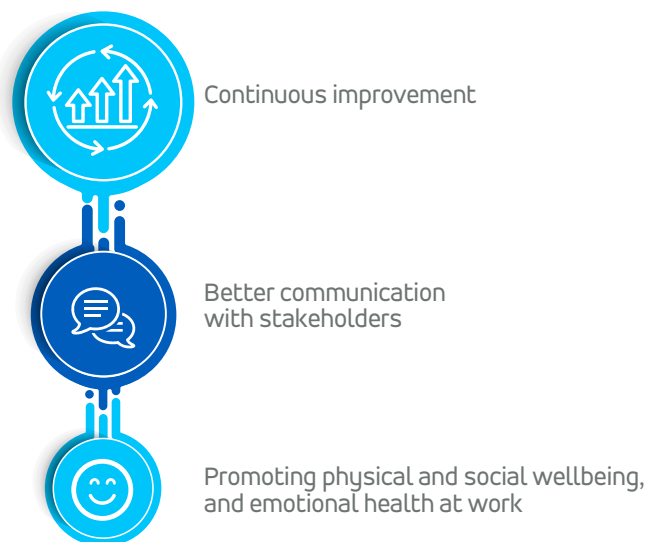 Continuous improvement
Better communication
with stakeholders
Promoting physical and social wellbeing,
and emotional health at work